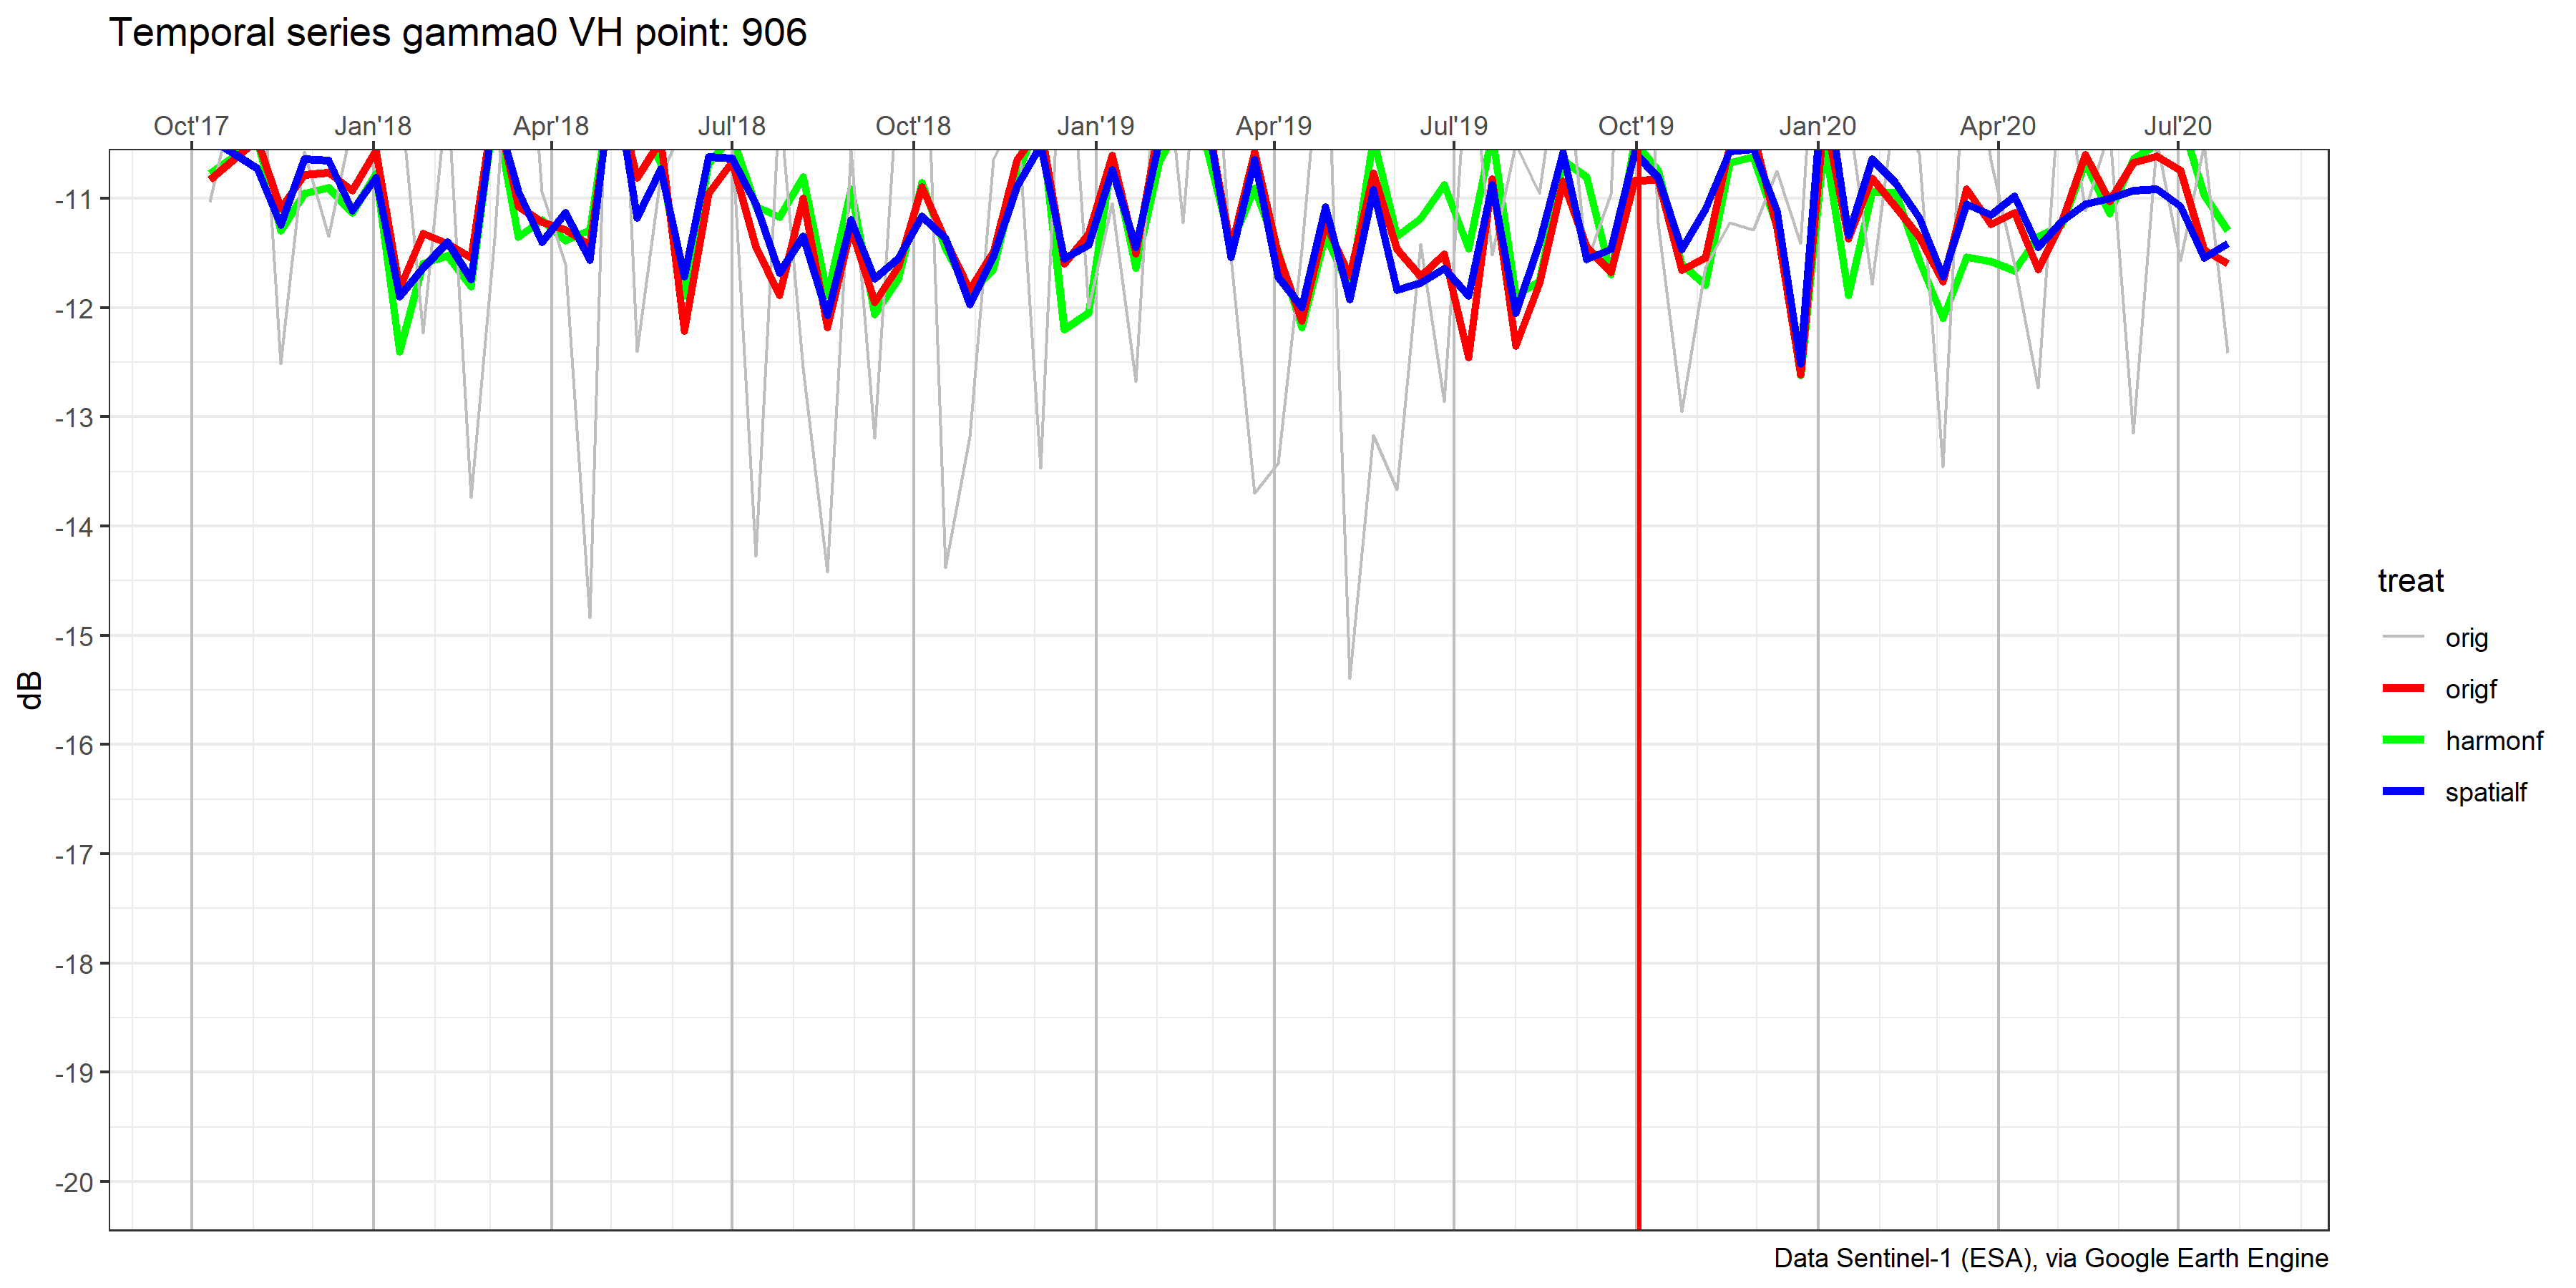 Temporal series gamma0 VH point: 906
Oct'17 Jan'18 Apr'18 Jul'18 Oct'18 Jan'19 Apr'19 Jul'19 Oct'19 Jan'20 Apr'20 Jul'20
-11
-12
-13
-14
-15
-16
-17
-18
-19
-20
dB
treat
orig
origf
harmonf
spatialf
Data Sentinel-1 (ESA), via Google Earth Engine